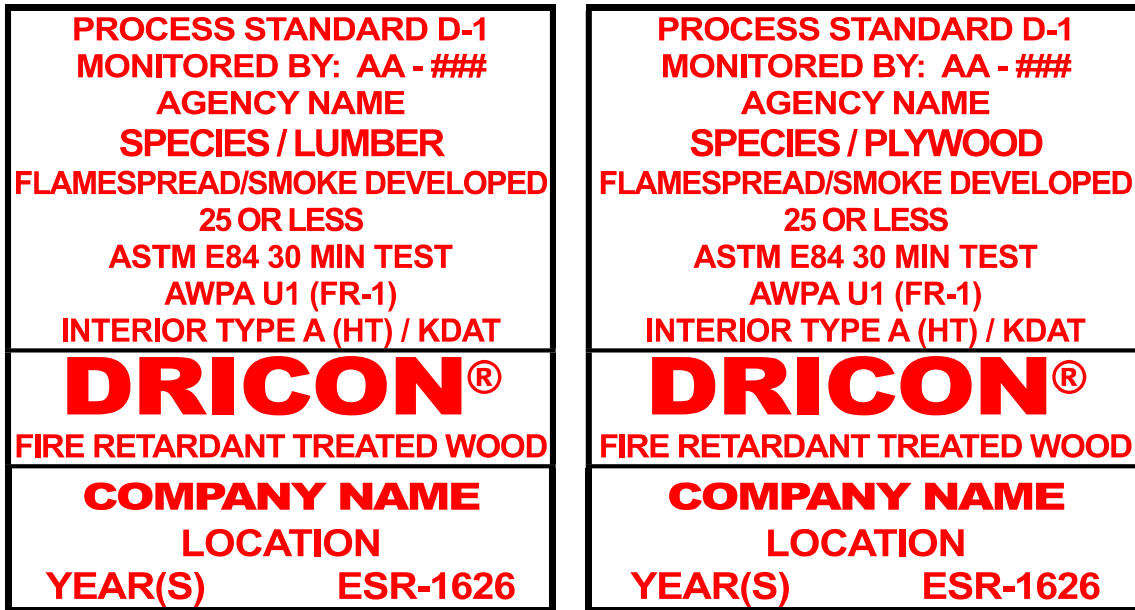 PROCESS STANDARD D-1
MONITORED BY: AA - ###
AGENCY NAME
SPECIES / LUMBER
FLAMESPREAD/SMOKE DEVELOPED
25 OR LESS
ASTM E84 30 MIN TEST
AWPA U1 (FR-1)
INTERIOR TYPE A (HT) / KDAT
DRICON®
FIRE RETARDANT TREATED WOOD
COMPANY NAME
LOCATION
YEAR(S) ESR-1626
PROCESS STANDARD D-1
MONITORED BY: AA - ###
AGENCY NAME
SPECIES / PLYWOOD
FLAMESPREAD/SMOKE DEVELOPED
25 OR LESS
ASTM E84 30 MIN TEST
AWPA U1 (FR-1)
INTERIOR TYPE A (HT) / KDAT
DRICON®
FIRE RETARDANT TREATED WOOD
COMPANY NAME
LOCATION
YEAR(S) ESR-1626